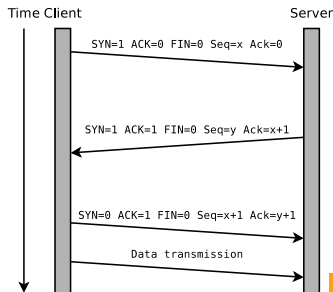 Time Client Server
SYN=1 ACK=0 FIN=0 Seq=x Ack=0
SYN=1 ACK=1 FIN=0 Seq=y Ack=x+1
SYN=0 ACK=1 FIN=0 Seq=x+1 Ack=y+1
Data transmission